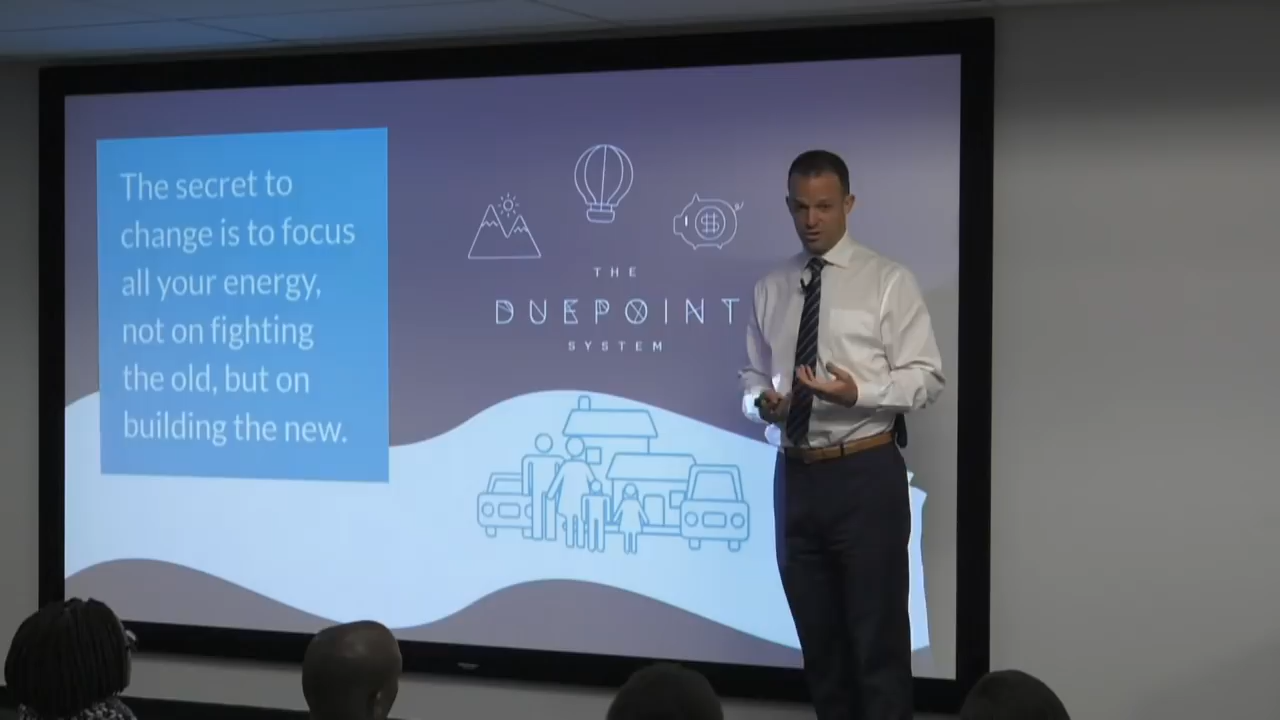 The secret to
change is to focus
all your energy,
not on fighting
the old, but on
building the new.
THE
DUEPOINT
SYSTEM